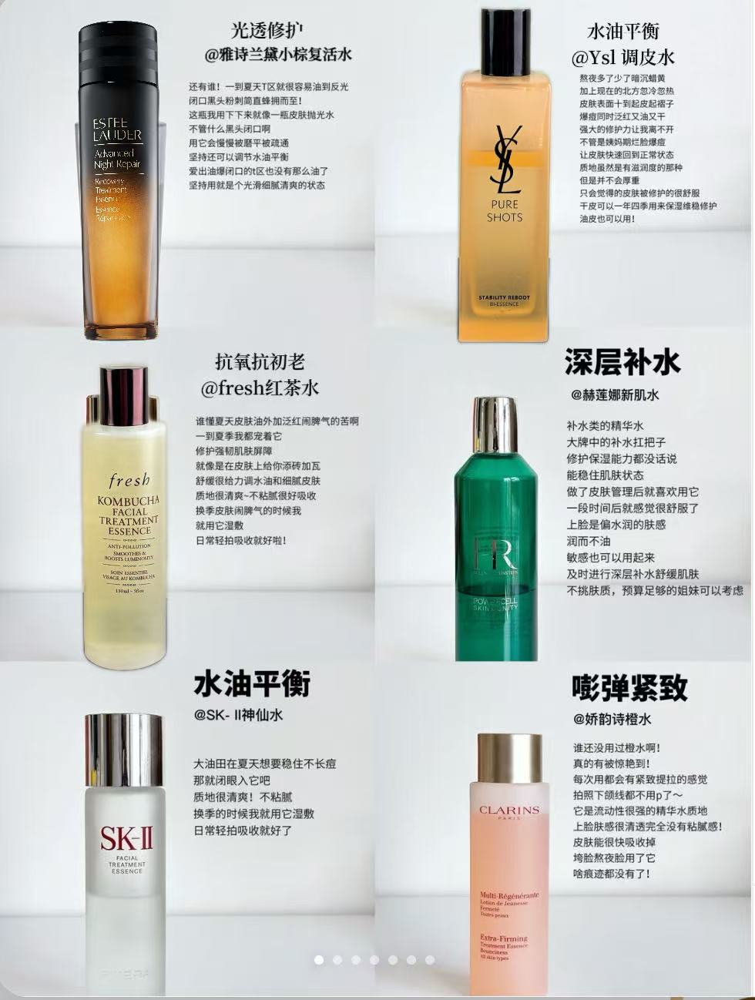 光透修护
@雅诗兰黛小棕复活水
还有谁！一到夏天T区就很容易油到反光
闭口黑头粉刺简直蜂拥而至！
这瓶我用下下来就像一瓶皮肤抛光水
不管什么黑头闭口啊
用它会慢慢被磨平被疏通
坚持还可以调节水油平衡
爱出油爆闭口的t区也没有那么油了
坚持用就是个光滑细腻清爽的状态
ESTEE
LAUDER
Advanced
Night Repair
Recovery
Treatment
Essence
Essence
水油平衡
@Ysl 调皮水
熬夜多了少了暗沉蜡黄
加上现在的北方忽冷忽热
皮肤表面十到起皮起褶子
爆痘同时泛红又油又干
强大的修护力让我离不开
不管是姨妈期烂脸爆痘
让皮肤快速回到正常状态
质地虽然是有滋润度的那种
但是并不会厚重
只会觉得的皮肤被修护的很舒服
干皮可以一年四季用来保湿维稳修护
油皮也可以用！
YSL
PURE
SHOTS
STABILITY REBOOT
BI-ESSENCE
抗氧抗初老
@fresh红茶水
谁懂夏天皮肤油外加泛红闹脾气的苦啊
一到夏季我都宠着它
修护强韧肌肤屏障
就像是在皮肤上给你添砖加瓦
舒缓很给力调水油和细腻皮肤
质地很清爽~不粘腻很好吸收
换季皮肤闹脾气的时候我
就用它湿敷
日常轻拍吸收就好啦！
fresh
KOMBUCHA
FACIAL
TREATMENT
ESSENCE
ANTI-POLLUTION
SMOOTHES &
BOOSTS LUMINOSITY
SOIN ESSENTIEL
VISAGE AU KOMBUCHA
150ml - 5fl oz
深层补水
@赫莲娜新肌水
补水类的精华水
大牌中的补水扛把子
修护保湿能力都没话说
能稳住肌肤状态
做了皮肤管理后就喜欢用它
一段时间后就感觉很舒服了
上脸是偏水润的肤感
润而不油
敏感也可以用起来
及时进行深层补水舒缓肌肤
不挑肤质，预算足够的姐妹可以考虑
HR
POWERCELL
SKINMUNITY
水油平衡
@SK- II神仙水
大油田在夏天想要稳住不长痘
那就闭眼入它吧
质地很清爽！不粘腻
换季的时候我就用它湿敷
日常轻拍吸收就好了
SK-II
FACIAL
TREATMENT
ESSENCE
嘭弹紧致
@娇韵诗橙水
谁还没用过橙水啊！
真的有被惊艳到！
每次用都会有紧致提拉的感觉
拍照下颌线都不用p了～
它是流动性很强的精华水质地
上脸肤感很清透完全没有粘腻感！
皮肤能很快吸收掉
垮脸熬夜脸用了它
啥痕迹都没有了！
CLARINS
PARIS
Multi-Régénérante
Lotion de Jeunesse
Fermeté
Toutes peaux
Extra-Firming
Treatment Essence
Bounciness
All skin types